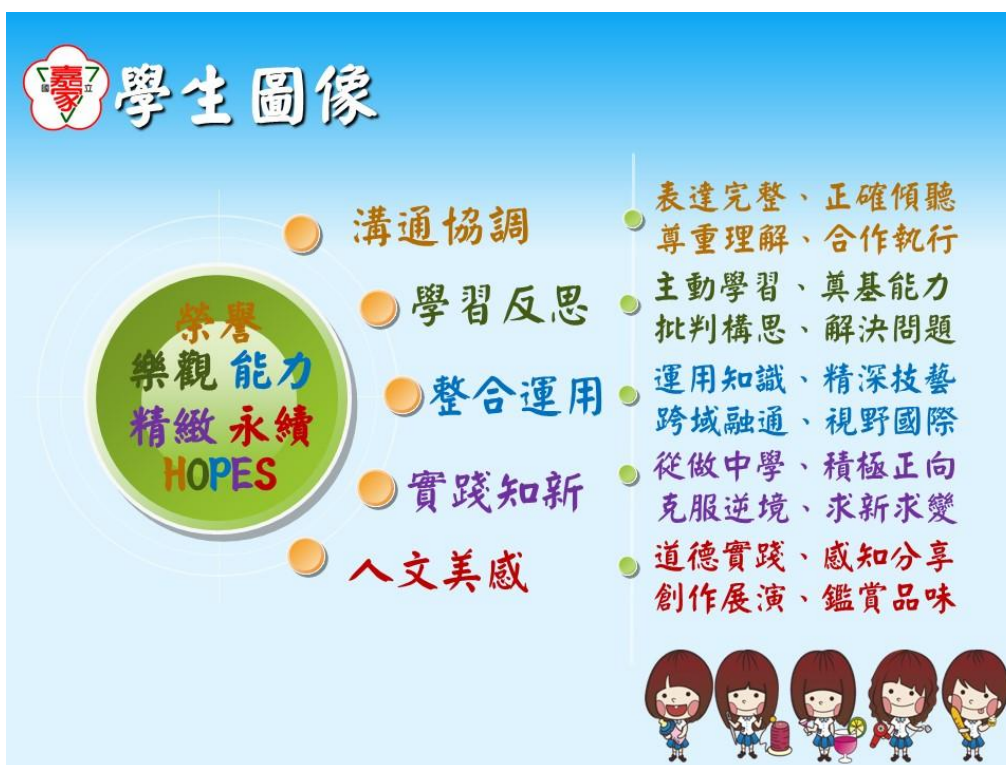 嘉家
國立
學生圖像
榮譽
樂觀 能力
精緻 永續
HOPES
溝通協調
表達完整、正確傾聽
尊重理解、合作執行
學習反思
主動學習、奠基能力
批判構思、解決問題
整合運用
運用知識、精深技藝
跨域融通、視野國際
實踐知新
從做中學、積極正向
克服逆境、求新求變
人文美感
道德實踐、感知分享
創作展演、鑑賞品味